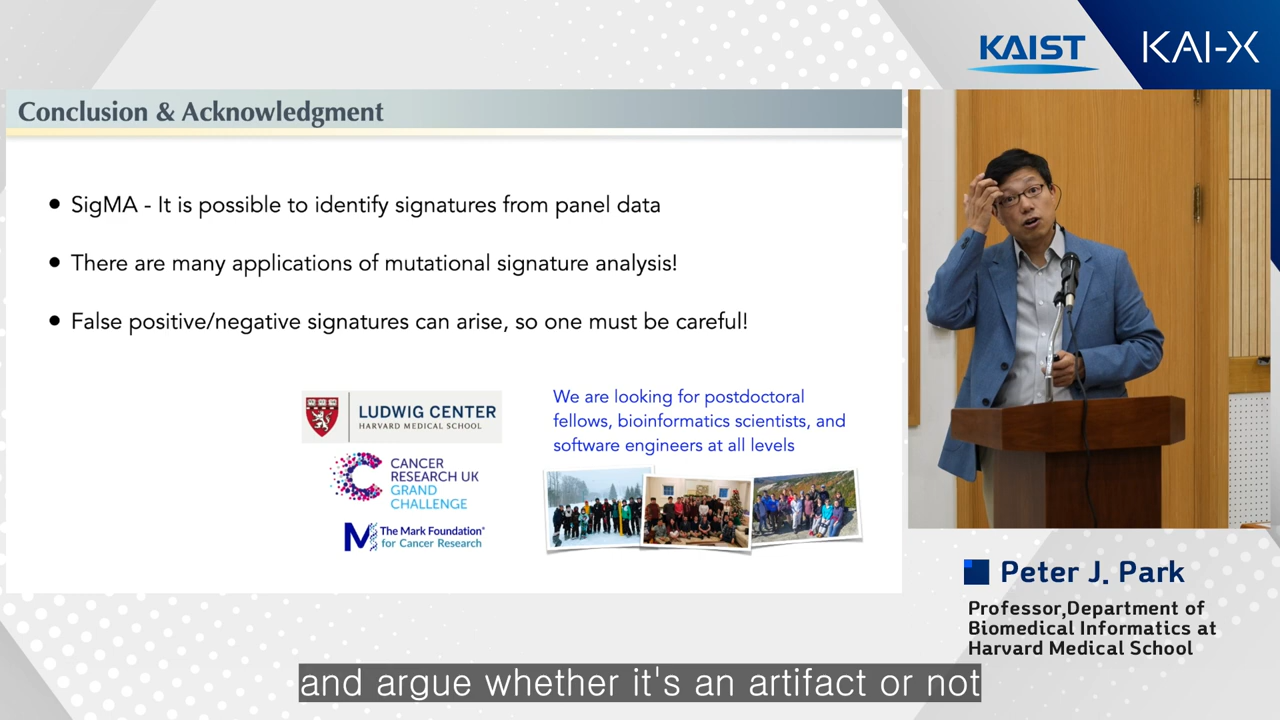 KAIST
KAI-X
Conclusion & Acknowledgment
• SigMA - It is possible to identify signatures from panel data
• There are many applications of mutational signature analysis!
• False positive/negative signatures can arise, so one must be careful!
LUDWIG CENTER
HARVARD MEDICAL SCHOOL
CANCER
RESEARCH UK
GRAND
CHALLENGE
The Mark Foundation®
for Cancer Research
We are looking for postdoctoral
fellows, bioinformatics scientists, and
software engineers at all levels
Peter J. Park
Professor,Department of
Biomedical Informatics at
Harvard Medical School
and argue whether it's an artifact or not